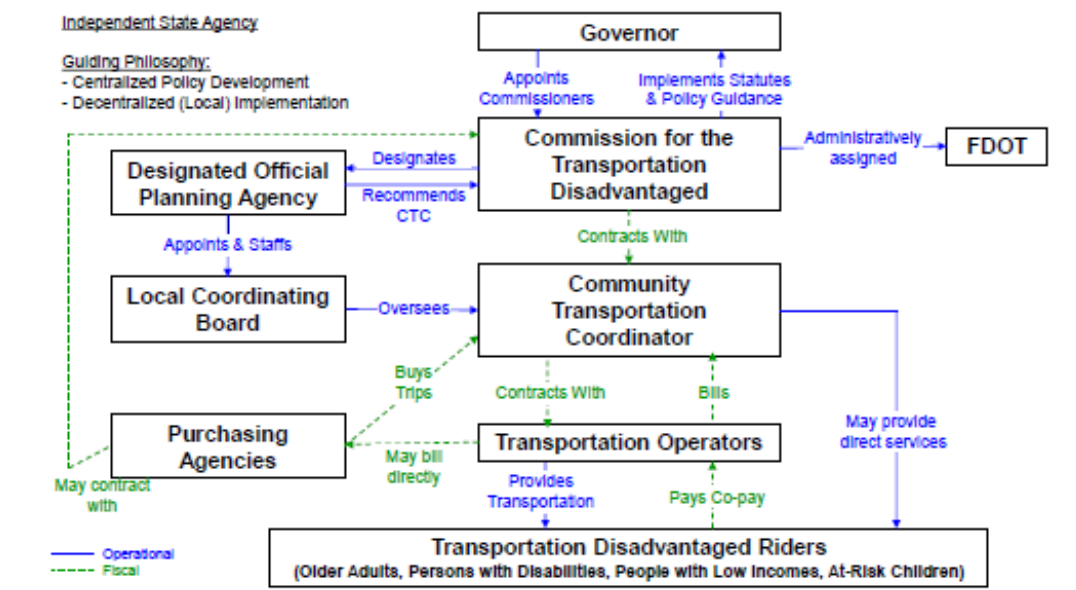 Independent State Agency
Governor
Guiding Philosophy:
- Centralized Policy Development
- Decentralized (Local) Implementation
Appoints
Commissioners
Implements Statutes
& Policy Guidance
Commission for the
Transportation
Disadvantaged
Administratively
assigned
FDOT
Designated Official
Planning Agency
Designates
Recommends
CTC
Contracts With
Appoints & Staffs
Local Coordinating
Board
Oversees
Community
Transportation
Coordinator
Buys
Trips
Contracts With
Bills
May provide
direct services
Purchasing
Agencies
May bill
directly
Transportation Operators
May contract
with
Provides
Transportation
Pays Co-pay
Transportation Disadvantaged Riders
(Older Adults, Persons with Disabilities, People with Low Incomes, At-Risk Children)
Operational
Fiscal